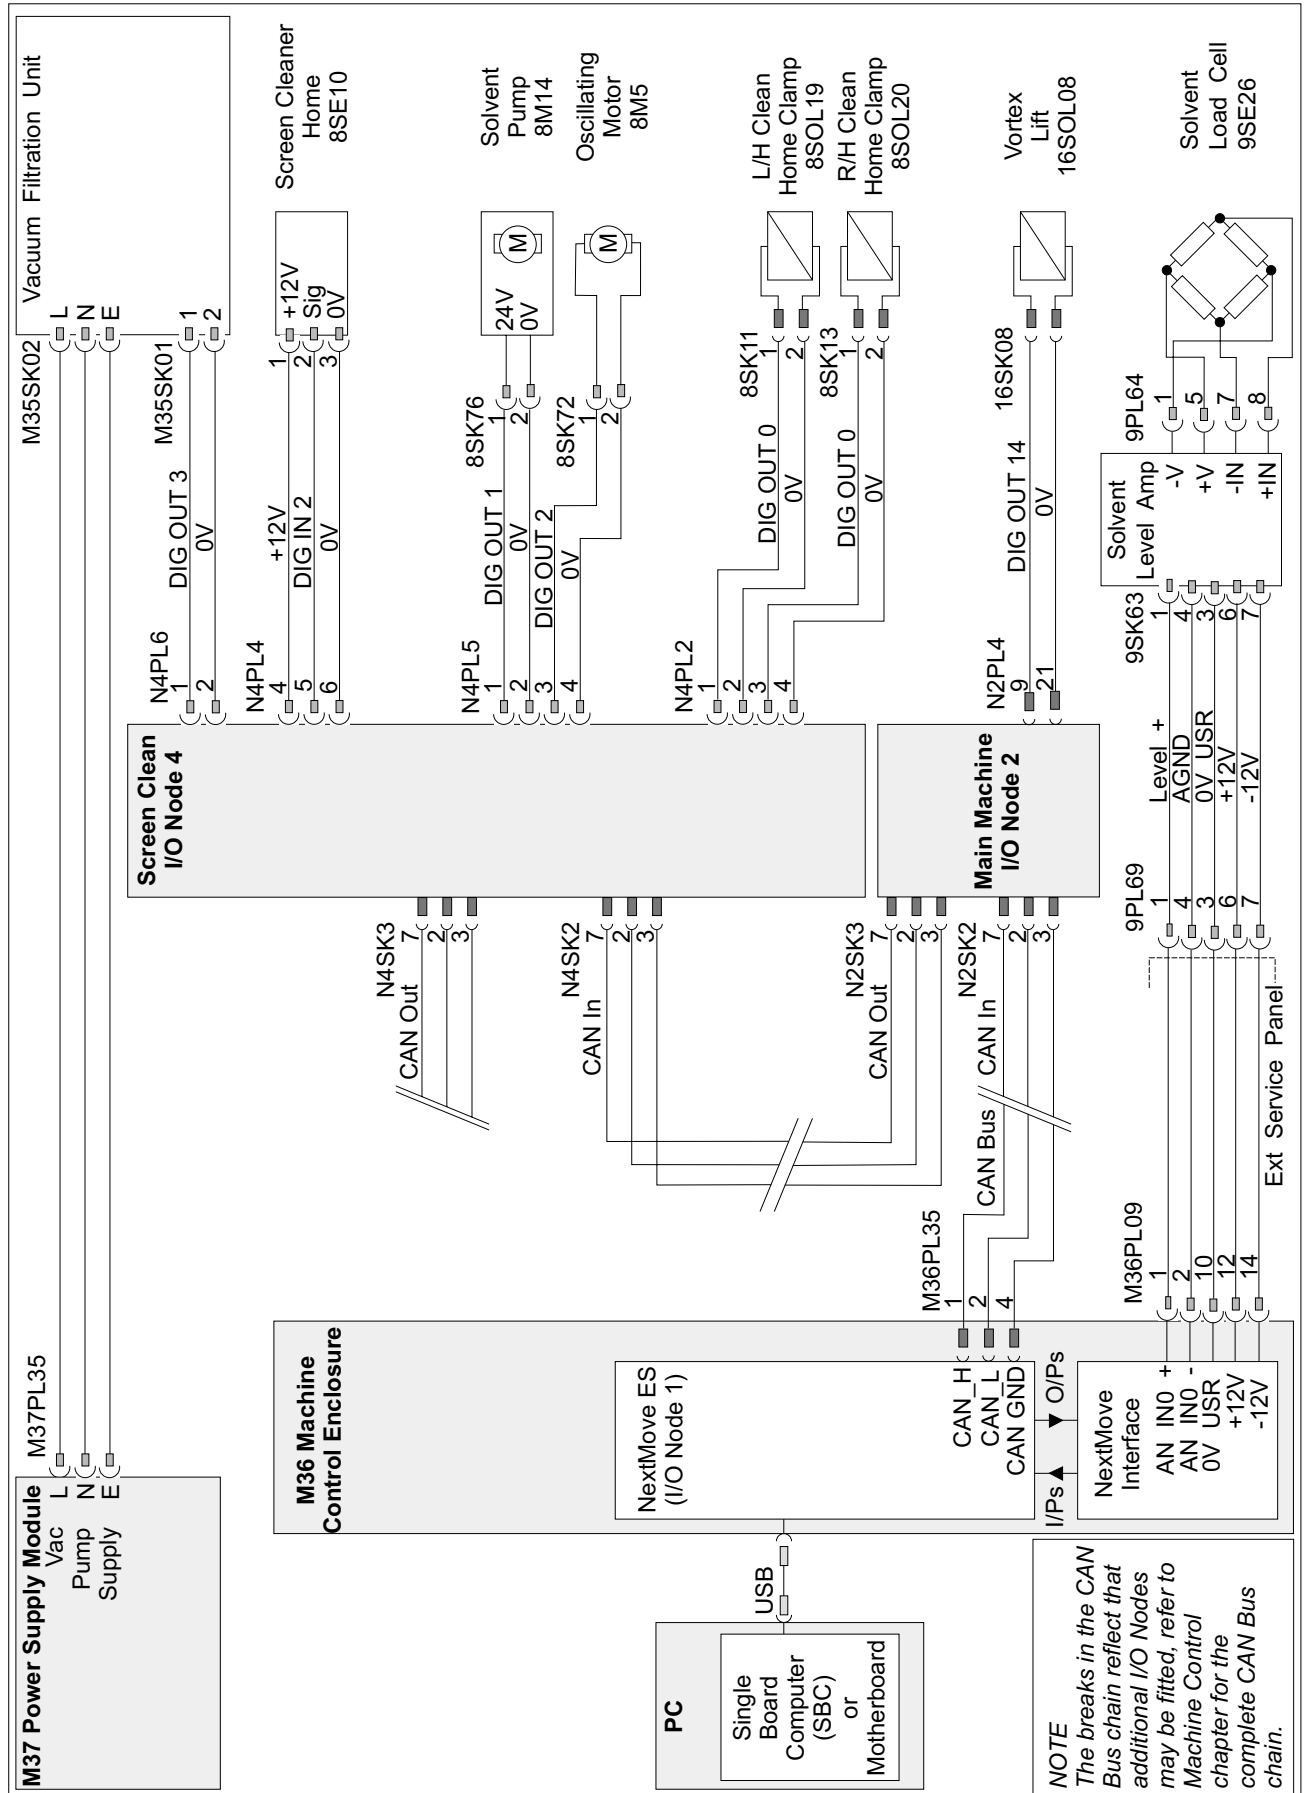 M37 Power Supply Module
Vac
Pump
Supply
L
N
E
M37PL35
M35SK02
L
N
E
Vacuum Filtration Unit
M35SK01
1
2
DIG OUT 3
0V
N4PL6
1
2
Screen Cleaner
Home
8SE10
+12V
Sig
0V
1
2
3
+12V
DIG IN 2
0V
N4PL4
4
5
6
Solvent
Pump
8M14
M
24V
0V
8SK76
1
2
DIG OUT 1
0V
Oscillating
Motor
8M5
M
8SK72
1
2
DIG OUT 2
0V
N4PL5
1
2
3
4
L/H Clean
Home Clamp
8SOL19
8SK11
1
2
DIG OUT 0
0V
R/H Clean
Home Clamp
8SOL20
8SK13
1
2
DIG OUT 0
0V
N4PL2
1
2
3
4
Screen Clean
I/O Node 4
N4SK3
7
2
3
CAN Out
N4SK2
7
2
3
CAN In
Vortex
Lift
16SOL08
16SK08
DIG OUT 14
0V
N2PL4
9
21
Main Machine
I/O Node 2
N2SK3
7
2
3
CAN Out
N2SK2
7
2
3
CAN In
CAN Bus
M36PL35
1
2
4
M36 Machine
Control Enclosure
NextMove ES
(I/O Node 1)
CAN_H
CAN_L
CAN GND
I/Ps
O/Ps
NextMove
Interface
AN IN0 +
AN IN0 -
0V USR
+12V
-12V
M36PL09
1
2
10
12
14
Ext Service Panel
9PL69
1
4
3
6
7
Level +
AGND
0V USR
+12V
-12V
9SK63
1
4
3
6
7
Solvent
Level Amp
-V
+V
-IN
+IN
9PL64
1
5
7
8
Solvent
Load Cell
9SE26
USB
PC
Single
Board
Computer
(SBC)
or
Motherboard
NOTE
The breaks in the CAN
Bus chain reflect that
additional I/O Nodes
may be fitted, refer to
Machine Control
chapter for the
complete CAN Bus
chain.